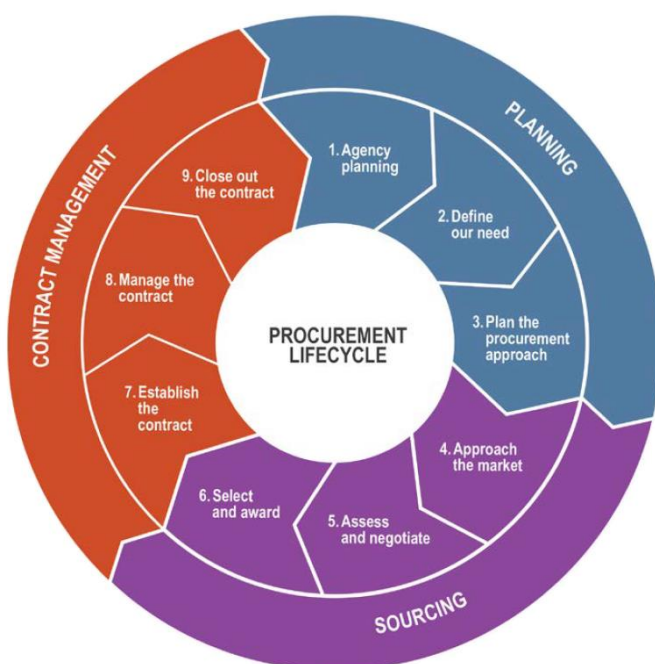 PROCUREMENT
LIFECYCLE
PLANNING
1. Agency
planning
2. Define
our need
3. Plan the
procurement
approach
SOURCING
4. Approach
the market
5. Assess
and negotiate
6. Select
and award
CONTRACT MANAGEMENT
7. Establish
the
contract
8. Manage the
contract
9. Close out
the contract